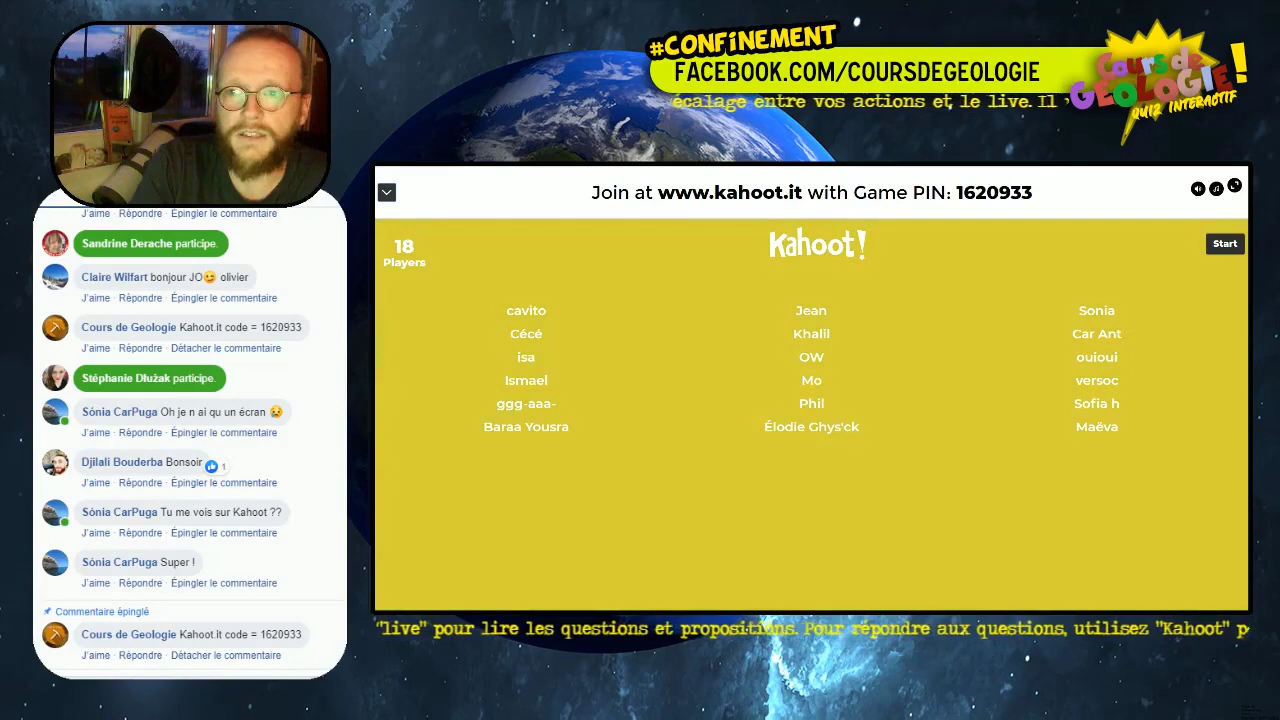 #CONFINEMENT
FACEBOOK.COM/COURSDEGEOLOGIE
Cours de
GEOLOGIE!
QUIZ INTERACTIF
écalage entre vos actions et, le live. Il
Join at www.kahoot.it with Game PIN: 1620933
18
Players
Kahoot!
Start
cavito Jean Sonia
Cécé Khalil Car Ant
isa OW ouioui
Ismael Mo versoc
ggg-aaa- Phil Sofia h
Baraa Yousra Élodie Ghys'ck Maëva
"live" pour lire les questions et propositions. Pour répondre aux questions, utilisez "Kahoot" p
J'aime · Répondre · Épingler le commentaire
Sandrine Derache participe.
Claire Wilfart bonjour JO😉 olivier
J'aime · Répondre · Épingler le commentaire
Cours de Geologie Kahoot.it code = 1620933
J'aime · Répondre · Détacher le commentaire
Stéphanie Dłużak participe.
Sónia CarPuga Oh je n ai qu un écran 😥
J'aime · Répondre · Épingler le commentaire
Djilali Bouderba Bonsoir
1
J'aime · Répondre · Épingler le commentaire
Sónia CarPuga Tu me vois sur Kahoot ??
J'aime · Répondre · Épingler le commentaire
Sónia CarPuga Super !
J'aime · Répondre · Épingler le commentaire
Commentaire épinglé
Cours de Geologie Kahoot.it code = 1620933
J'aime · Répondre · Détacher le commentaire